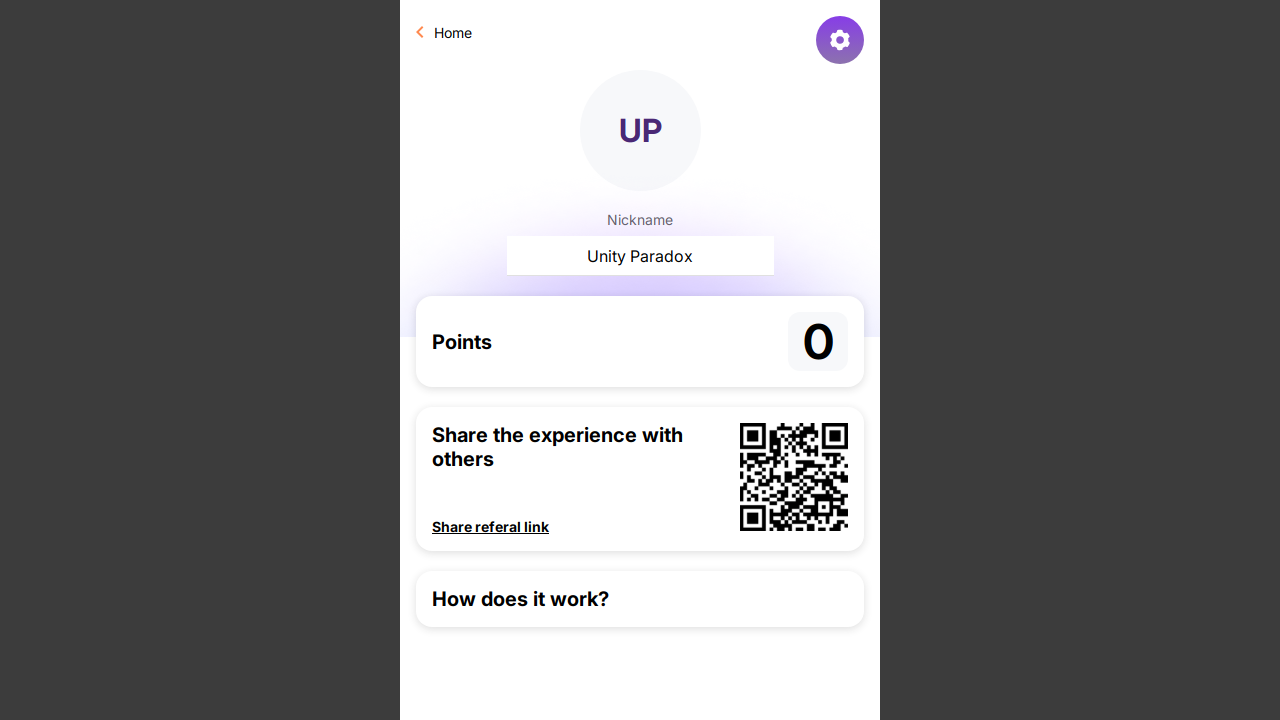 Home
UP
Nickname
Unity Paradox
Points
0
Share the experience with
others
Share referal link
How does it work?